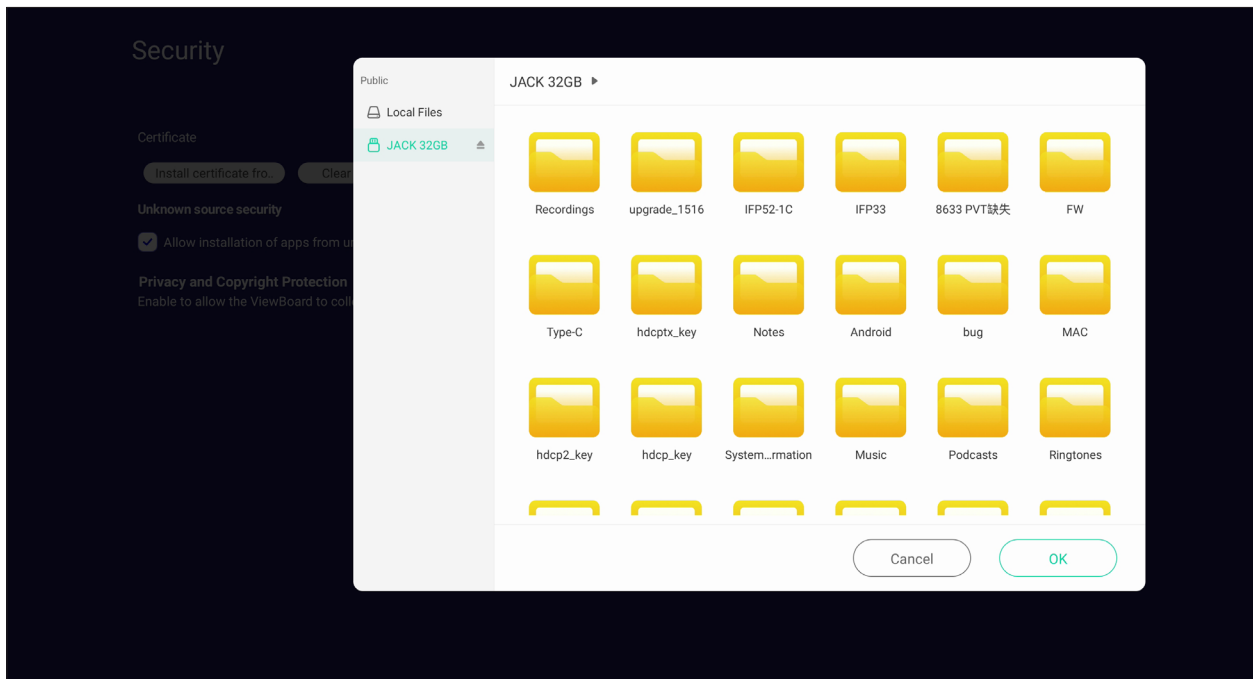 Security
Certificate
Install certificate fro..
Clear
Unknown source security
Allow installation of apps from un
Privacy and Copyright Protection
Enable to allow the ViewBoard to colle
Public
Local Files
JACK 32GB
JACK 32GB
Recordings
upgrade_1516
IFP52-1C
IFP33
8633 PVT缺失
FW
Type-C
hdcptx_key
Notes
Android
bug
MAC
hdcp2_key
hdcp_key
System...rmation
Music
Podcasts
Ringtones
Cancel
OK